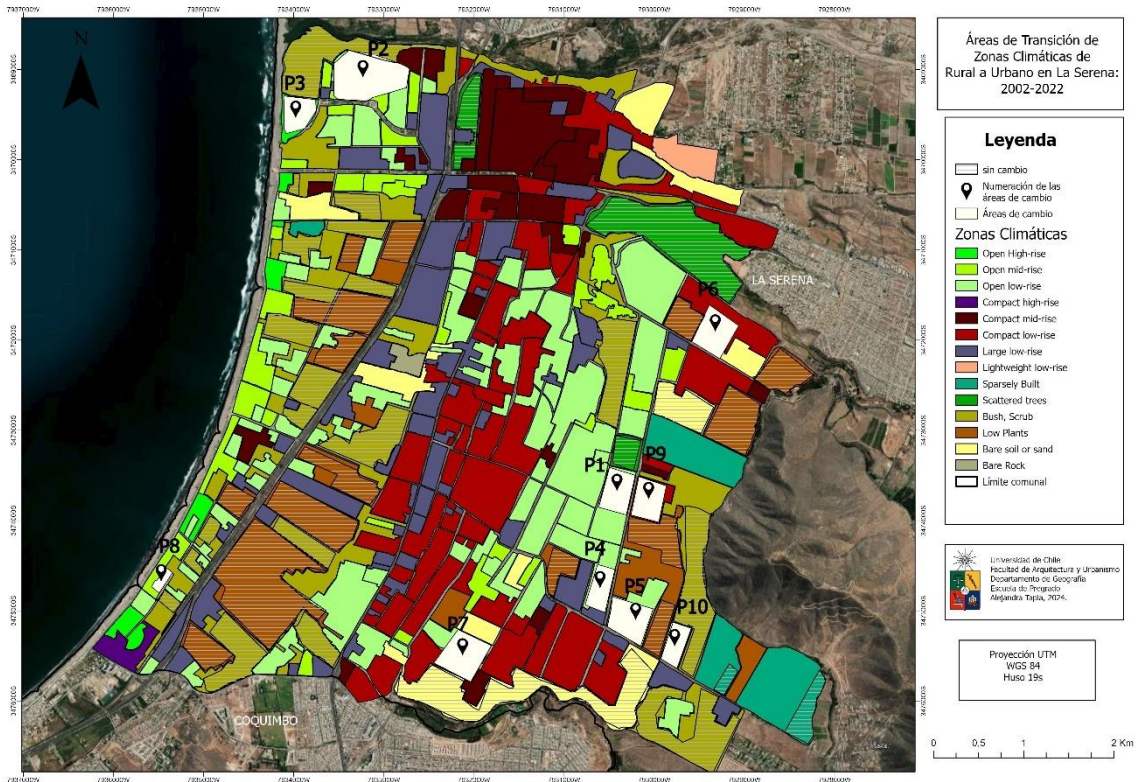 Áreas de Transición de
Zonas Climáticas de
Rural a Urbano en La Serena:
2002-2022
Leyenda
sin cambio
Numeración de las
áreas de cambio
Áreas de cambio
Zonas Climáticas
Open High-rise
Open mid-rise
Open low-rise
Compact high-rise
Compact mid-rise
Compact low-rise
Large low-rise
Lightweight low-rise
Sparsely Built
Scattered trees
Bush, Scrub
Low Plants
Bare soil or sand
Bare Rock
Límite comunal
Universidad de Chile
Facultad de Arquitectura y Urbanismo
Departamento de Geografía
Escuela de Pregrado
Alejandra Tapia, 2024.
Proyección UTM
WGS 84
Huso 19s
0 0,5 1 2 Km
N
P2
P3
LA SERENA
P6
P1
P9
P4
P8
P5
P10
P7
COQUIMBO